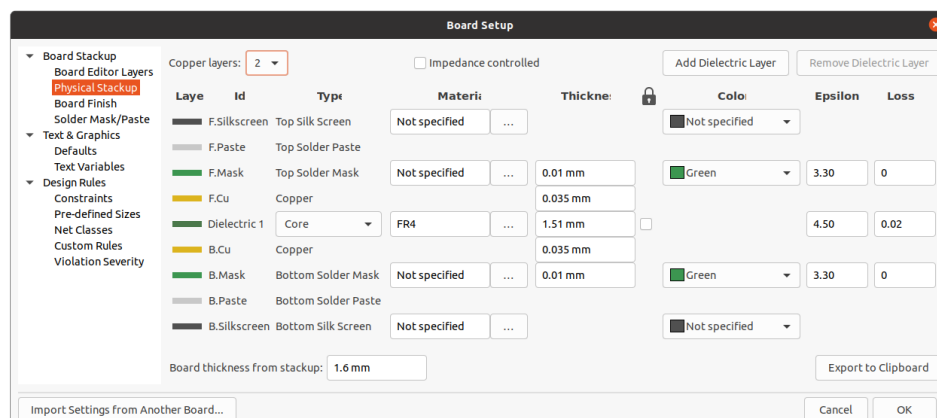 Board Setup
Board Stackup
Board Editor Layers
Physical Stackup
Board Finish
Solder Mask/Paste
Text & Graphics
Defaults
Text Variables
Design Rules
Constraints
Pre-defined Sizes
Net Classes
Custom Rules
Violation Severity
Copper layers: 2 Impedance controlled Add Dielectric Layer Remove Dielectric Layer
Laye Id Type Materia Thicknes Color Epsilon Loss
F.Silkscreen Top Silk Screen Not specified ... Not specified
F.Paste Top Solder Paste
F.Mask Top Solder Mask Not specified ... 0.01 mm Green 3.30 0
F.Cu Copper 0.035 mm
Dielectric 1 Core FR4 ... 1.51 mm 4.50 0.02
B.Cu Copper 0.035 mm
B.Mask Bottom Solder Mask Not specified ... 0.01 mm Green 3.30 0
B.Paste Bottom Solder Paste
B.Silkscreen Bottom Silk Screen Not specified ... Not specified
Board thickness from stackup: 1.6 mm Export to Clipboard
Import Settings from Another Board... Cancel OK